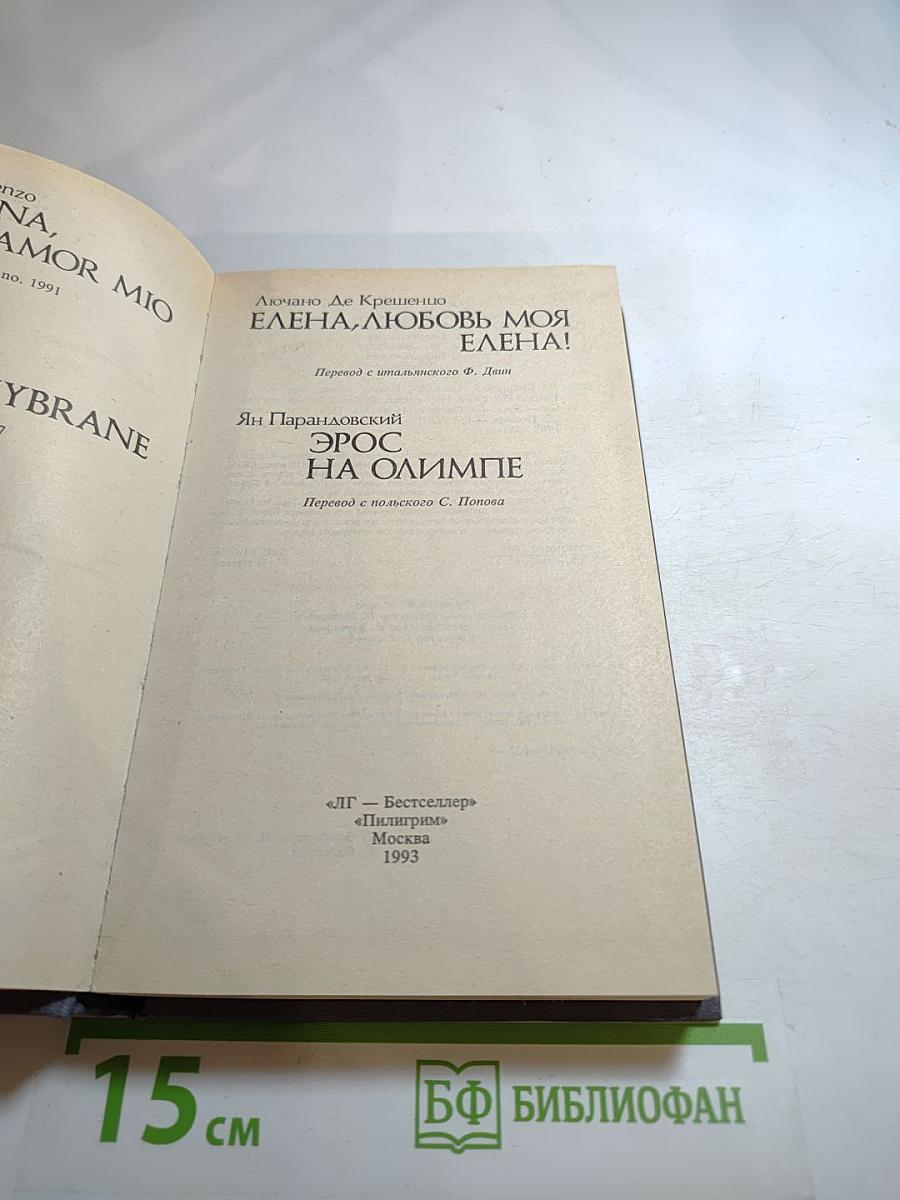 enzo
NA,
AMOR MIO
no. 1991
YBRANE
7
Лючано Де Крешенцо
ЕЛЕНА, ЛЮБОВЬ МОЯ
ЕЛЕНА!
Перевод с итальянского Ф. Двин
Ян Парандовский
ЭРОС
НА ОЛИМПЕ
Перевод с польского С. Попова
«ЛГ — Бестселлер»
«Пилигрим»
Москва
1993
15 см
БФ БИБЛИОФАН